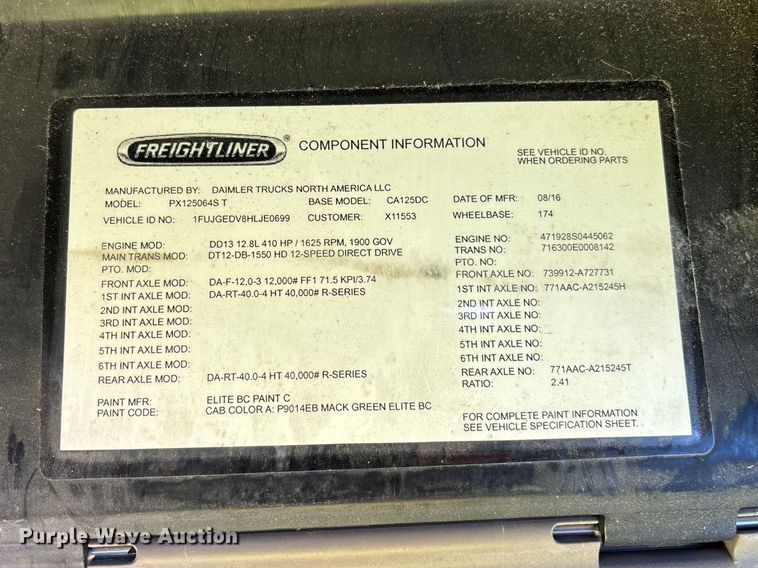 FREIGHTLINER ® COMPONENT INFORMATION
SEE VEHICLE ID NO.
WHEN ORDERING PARTS
MANUFACTURED BY: DAIMLER TRUCKS NORTH AMERICA LLC
MODEL: PX125064S T BASE MODEL: CA125DC DATE OF MFR: 08/16
VEHICLE ID NO: 1FUJGEDV8HLJE0699 CUSTOMER: X11553 WHEELBASE: 174
ENGINE MOD: DD13 12.8L 410 HP / 1625 RPM, 1900 GOV ENGINE NO: 471928S0445062
MAIN TRANS MOD: DT12-DB-1550 HD 12-SPEED DIRECT DRIVE TRANS NO: 716300E0008142
PTO. MOD: PTO. NO:
FRONT AXLE MOD: DA-F-12,0-3 12,000# FF1 71.5 KPI/3.74 FRONT AXLE NO: 739912-A727731
1ST INT AXLE MOD: DA-RT-40.0-4 HT 40,000# R-SERIES 1ST INT AXLE NO: 771AAC-A215245H
2ND INT AXLE MOD: 2ND INT AXLE NO:
3RD INT AXLE MOD: 3RD INT AXLE NO:
4TH INT AXLE MOD: 4TH INT AXLE NO:
5TH INT AXLE MOD: 5TH INT AXLE NO:
6TH INT AXLE MOD: 6TH INT AXLE NO:
REAR AXLE MOD: DA-RT-40.0-4 HT 40,000# R-SERIES REAR AXLE NO: 771AAC-A215245T
RATIO: 2.41
PAINT MFR: ELITE BC PAINT C
PAINT CODE: CAB COLOR A: P9014EB MACK GREEN ELITE BC
FOR COMPLETE PAINT INFORMATION
SEE VEHICLE SPECIFICATION SHEET.
Purple Wave Auction